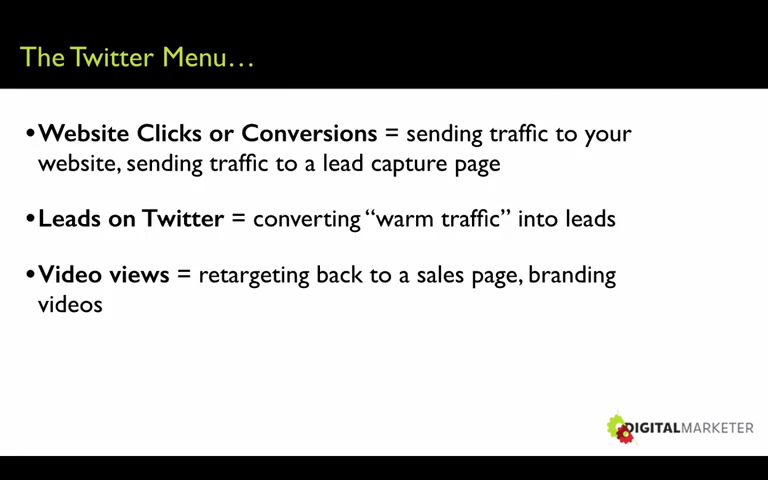 The Twitter Menu...
•Website Clicks or Conversions = sending traffic to your
website, sending traffic to a lead capture page
•Leads on Twitter = converting “warm traffic” into leads
•Video views = retargeting back to a sales page, branding
videos
DIGITALMARKETER